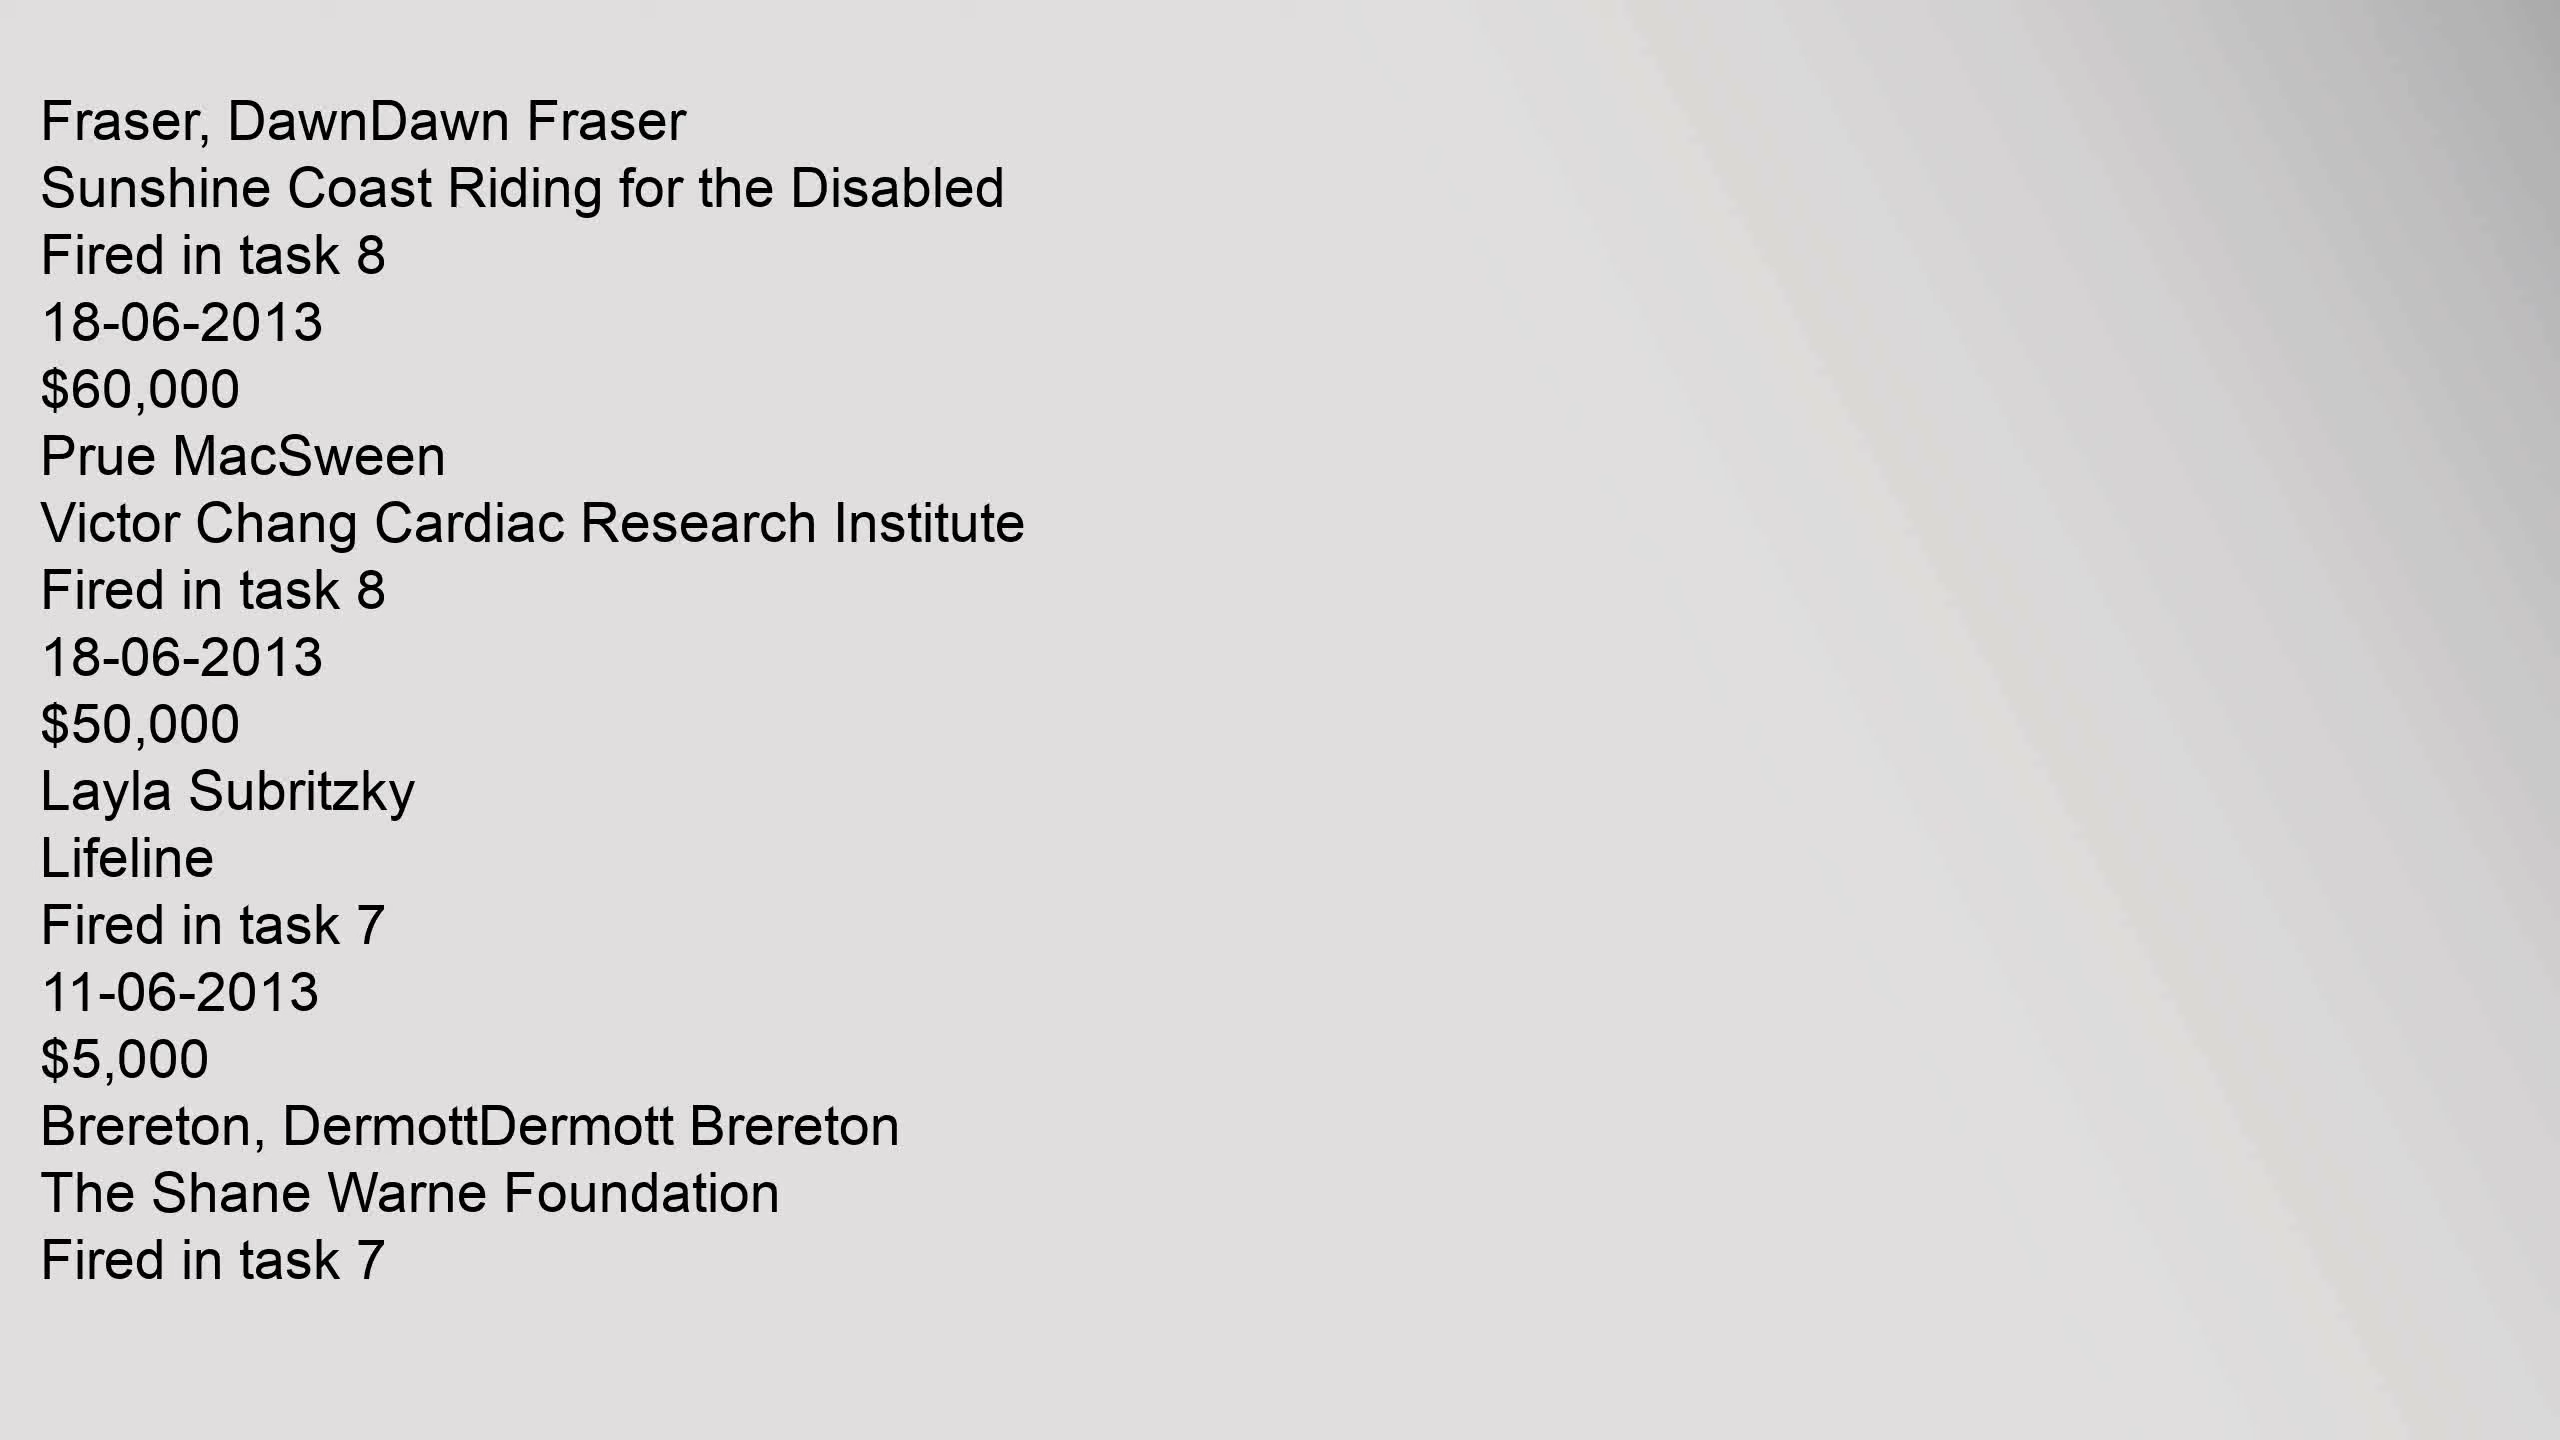 Fraser, DawnDawn Fraser
Sunshine Coast Riding for the Disabled
Fired in task 8
18-06-2013
$60,000
Prue MacSween
Victor Chang Cardiac Research Institute
Fired in task 8
18-06-2013
$50,000
Layla Subritzky
Lifeline
Fired in task 7
11-06-2013
$5,000
Brereton, DermottDermott Brereton
The Shane Warne Foundation
Fired in task 7